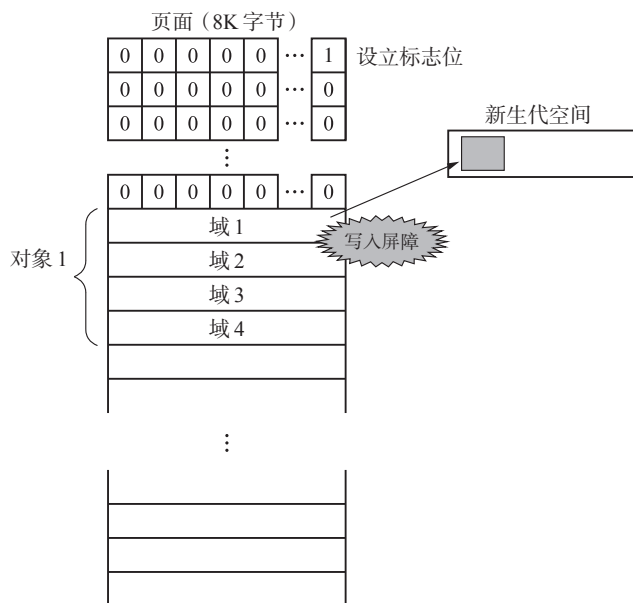 页面（8K 字节）
0 0 0 0 0 … 1 设立标志位
0 0 0 0 0 … 0
0 0 0 0 0 … 0
新生代空间
⋮
0 0 0 0 0 … 0
域 1
写入屏障
对象 1
域 2
域 3
域 4
⋮